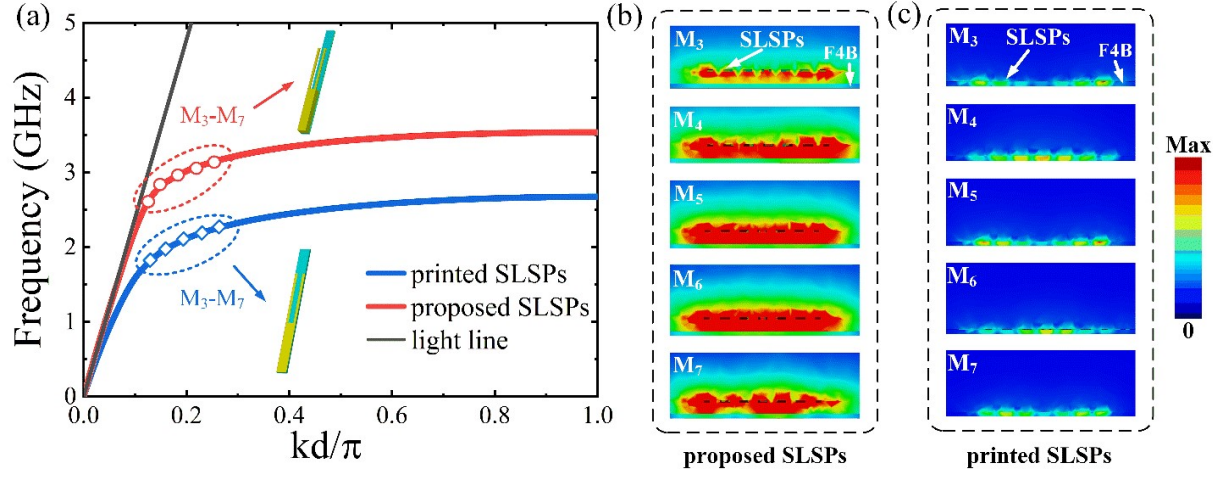 (a)
Frequency (GHz)
5
4
3
2
1
0
0.0 0.2 0.4 0.6 0.8 1.0
kd/π
M₃-M₇
M₃-M₇
printed SLSPs
proposed SLSPs
light line
(b)
M₃ SLSPs F4B
M₄
M₅
M₆
M₇
proposed SLSPs
(c)
M₃ SLSPs F4B
M₄
M₅
M₆
M₇
printed SLSPs
Max
0